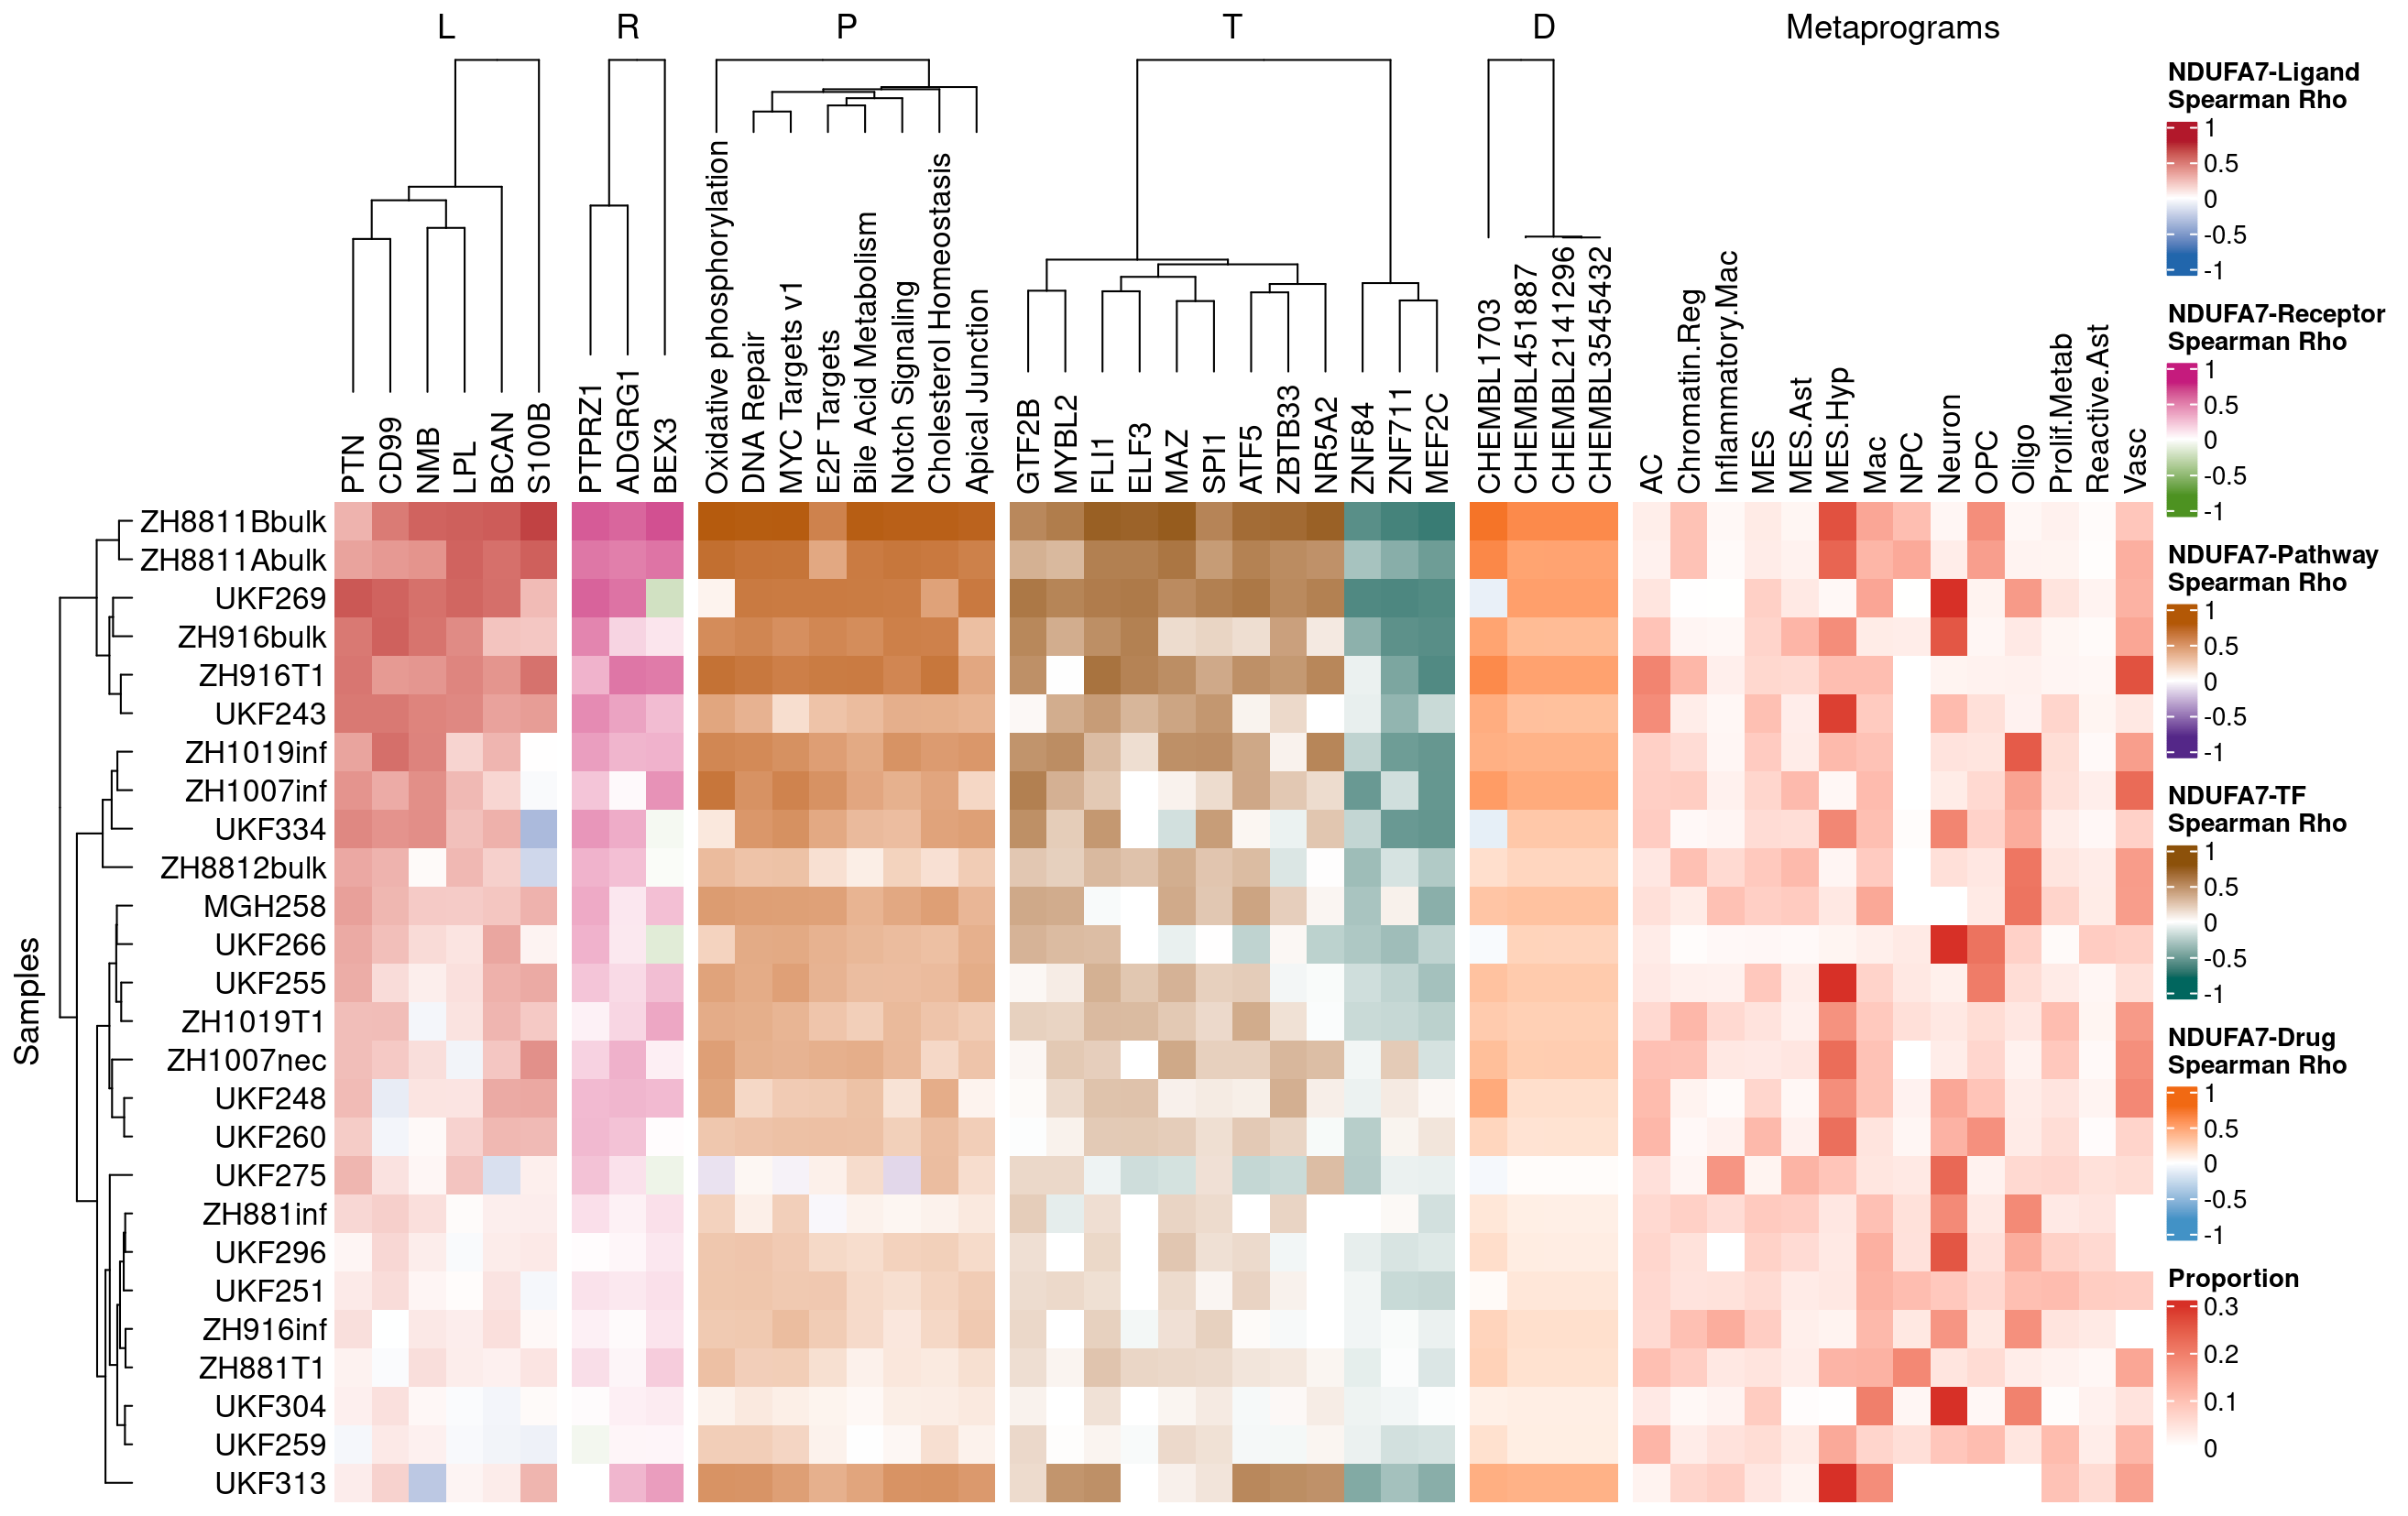 L
R
P
T
D
Metaprograms
PTN
CD99
NMB
LPL
BCAN
S100B
PTPRZ1
ADGRG1
BEX3
Oxidative phosphorylation
DNA Repair
MYC Targets v1
E2F Targets
Bile Acid Metabolism
Notch Signaling
Cholesterol Homeostasis
Apical Junction
GTF2B
MYBL2
FLI1
ELF3
MAZ
SPI1
ATF5
ZBTB33
NR5A2
ZNF84
ZNF711
MEF2C
CHEMBL1703
CHEMBL451887
CHEMBL2141296
CHEMBL3545432
AC
Chromatin.Reg
Inflammatory.Mac
MES
MES.Ast
MES.Hyp
Mac
NPC
Neuron
OPC
Oligo
Prolif.Metab
Reactive.Ast
Vasc
Samples
ZH8811Bbulk
ZH8811Abulk
UKF269
ZH916bulk
ZH916T1
UKF243
ZH1019inf
ZH1007inf
UKF334
ZH8812bulk
MGH258
UKF266
UKF255
ZH1019T1
ZH1007nec
UKF248
UKF260
UKF275
ZH881inf
UKF296
UKF251
ZH916inf
ZH881T1
UKF304
UKF259
UKF313
NDUFA7-Ligand
Spearman Rho
1
0.5
0
-0.5
-1
NDUFA7-Receptor
Spearman Rho
1
0.5
0
-0.5
-1
NDUFA7-Pathway
Spearman Rho
1
0.5
0
-0.5
-1
NDUFA7-TF
Spearman Rho
1
0.5
0
-0.5
-1
NDUFA7-Drug
Spearman Rho
1
0.5
0
-0.5
-1
Proportion
0.3
0.2
0.1
0